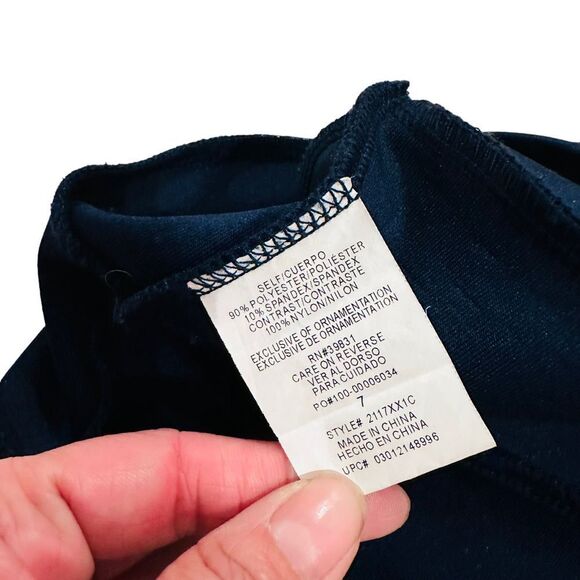 SELF/CUERPO
90% POLYESTER/POLIÉSTER
10% SPANDEX/SPANDEX
CONTRAST/CONTRASTE
100% NYLON/NILON
EXCLUSIVE OF ORNAMENTATION
EXCLUSIVE DE ORNAMENTATION
RN#39831
CARE ON REVERSE
VER AL DORSO
PARA CUIDADO
PO#100-00006034
7
STYLE# 2117XX1C
MADE IN CHINA
HECHO EN CHINA
UPC# 03012148996